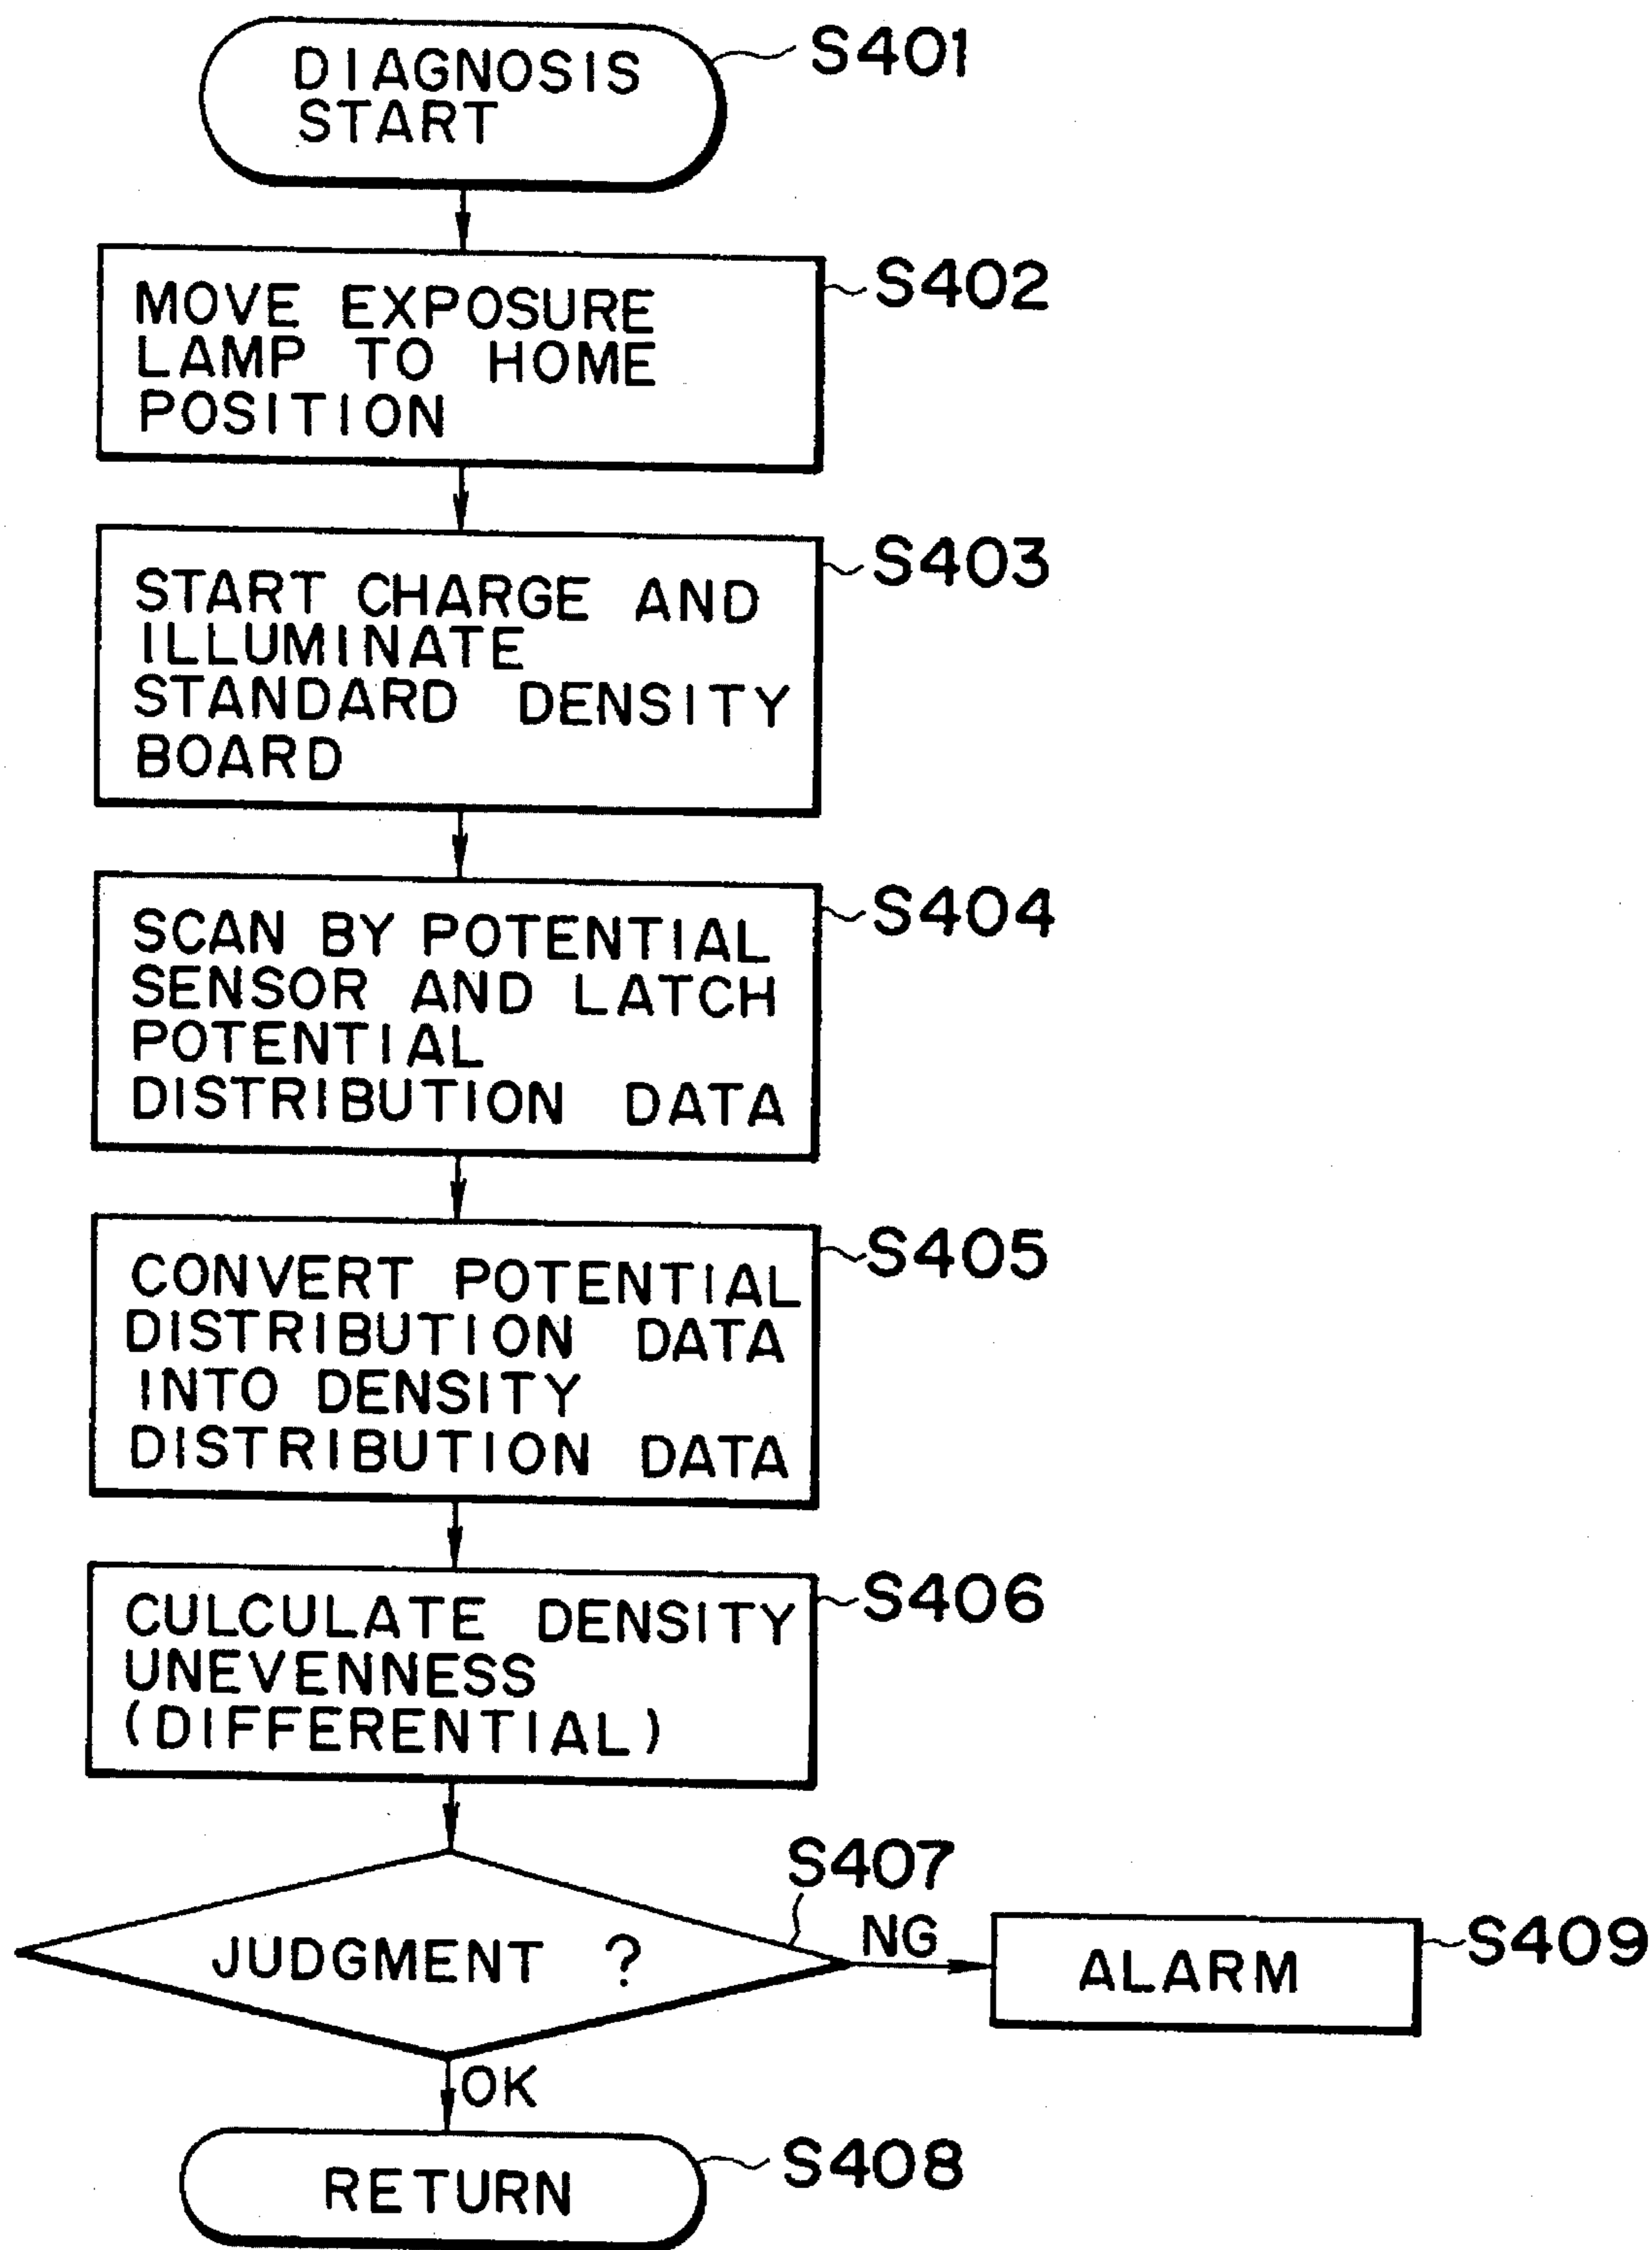 DIAGNOSIS
START
S401
MOVE EXPOSURE
LAMP TO HOME
POSITION
S402
START CHARGE AND
ILLUMINATE
STANDARD DENSITY
BOARD
S403
SCAN BY POTENTIAL
SENSOR AND LATCH
POTENTIAL
DISTRIBUTION DATA
S404
CONVERT POTENTIAL
DISTRIBUTION DATA
INTO DENSITY
DISTRIBUTION DATA
S405
CULCULATE DENSITY
UNEVENNESS
(DIFFERENTIAL)
S406
JUDGMENT ?
S407
NG
ALARM
S409
OK
RETURN
S408